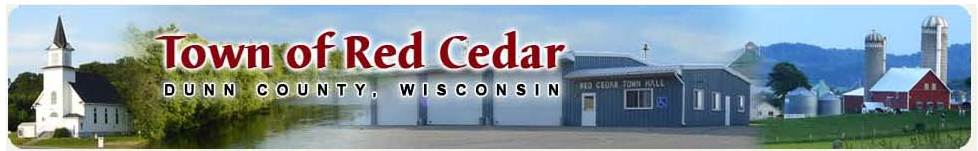 Town of Red Cedar
DUNN COUNTY, WISCONSIN
RED CEDAR TOWN HALL